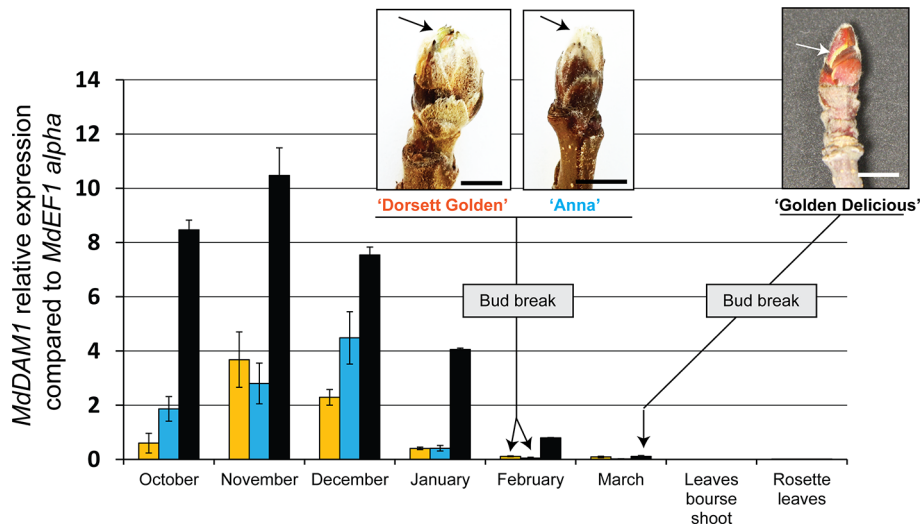 'Dorsett Golden'
'Anna'
'Golden Delicious'
MdDAM1 relative expression
compared to MdEF1 alpha
14
12
10
8
6
4
2
0
Bud break
Bud break
October
November
December
January
February
March
Leaves
bourse
shoot
Rosette
leaves